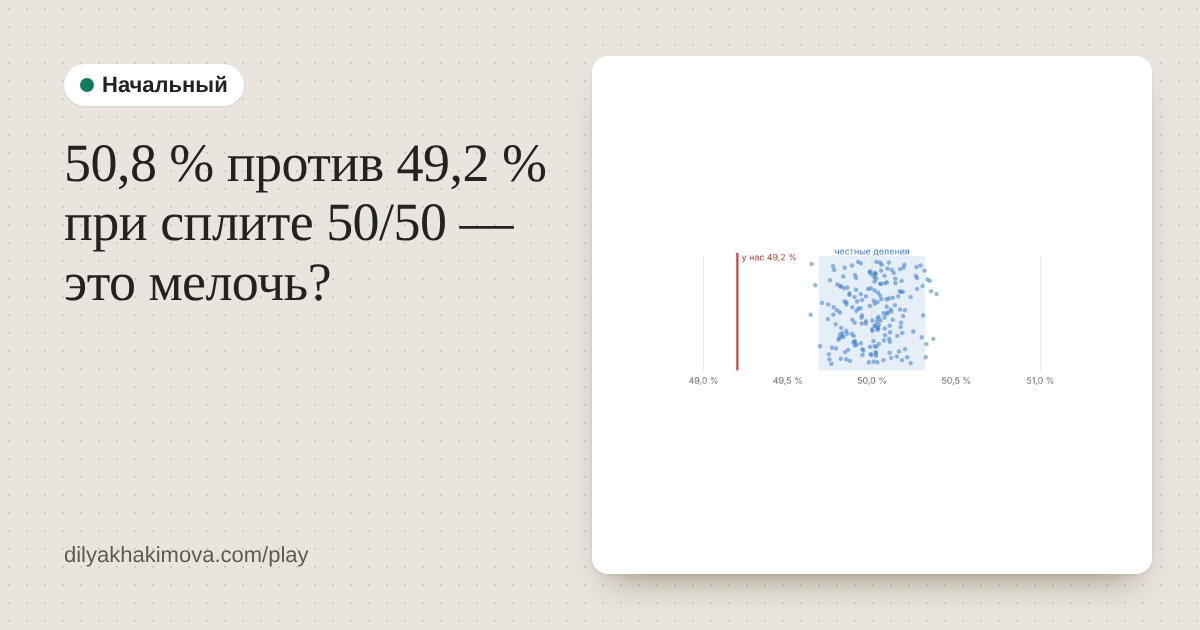 Начальный
50,8 % против 49,2 %
при сплите 50/50 —
это мелочь?
dilyakhakimova.com/play
честные деления
у нас 49,2 %
49,0 %
49,5 %
50,0 %
50,5 %
51,0 %